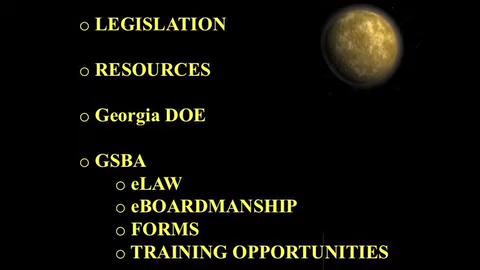 LEGISLATION
RESOURCES
Georgia DOE
GSBA
eLAW
eBOARDMANSHIP
FORMS
TRAINING OPPORTUNITIES